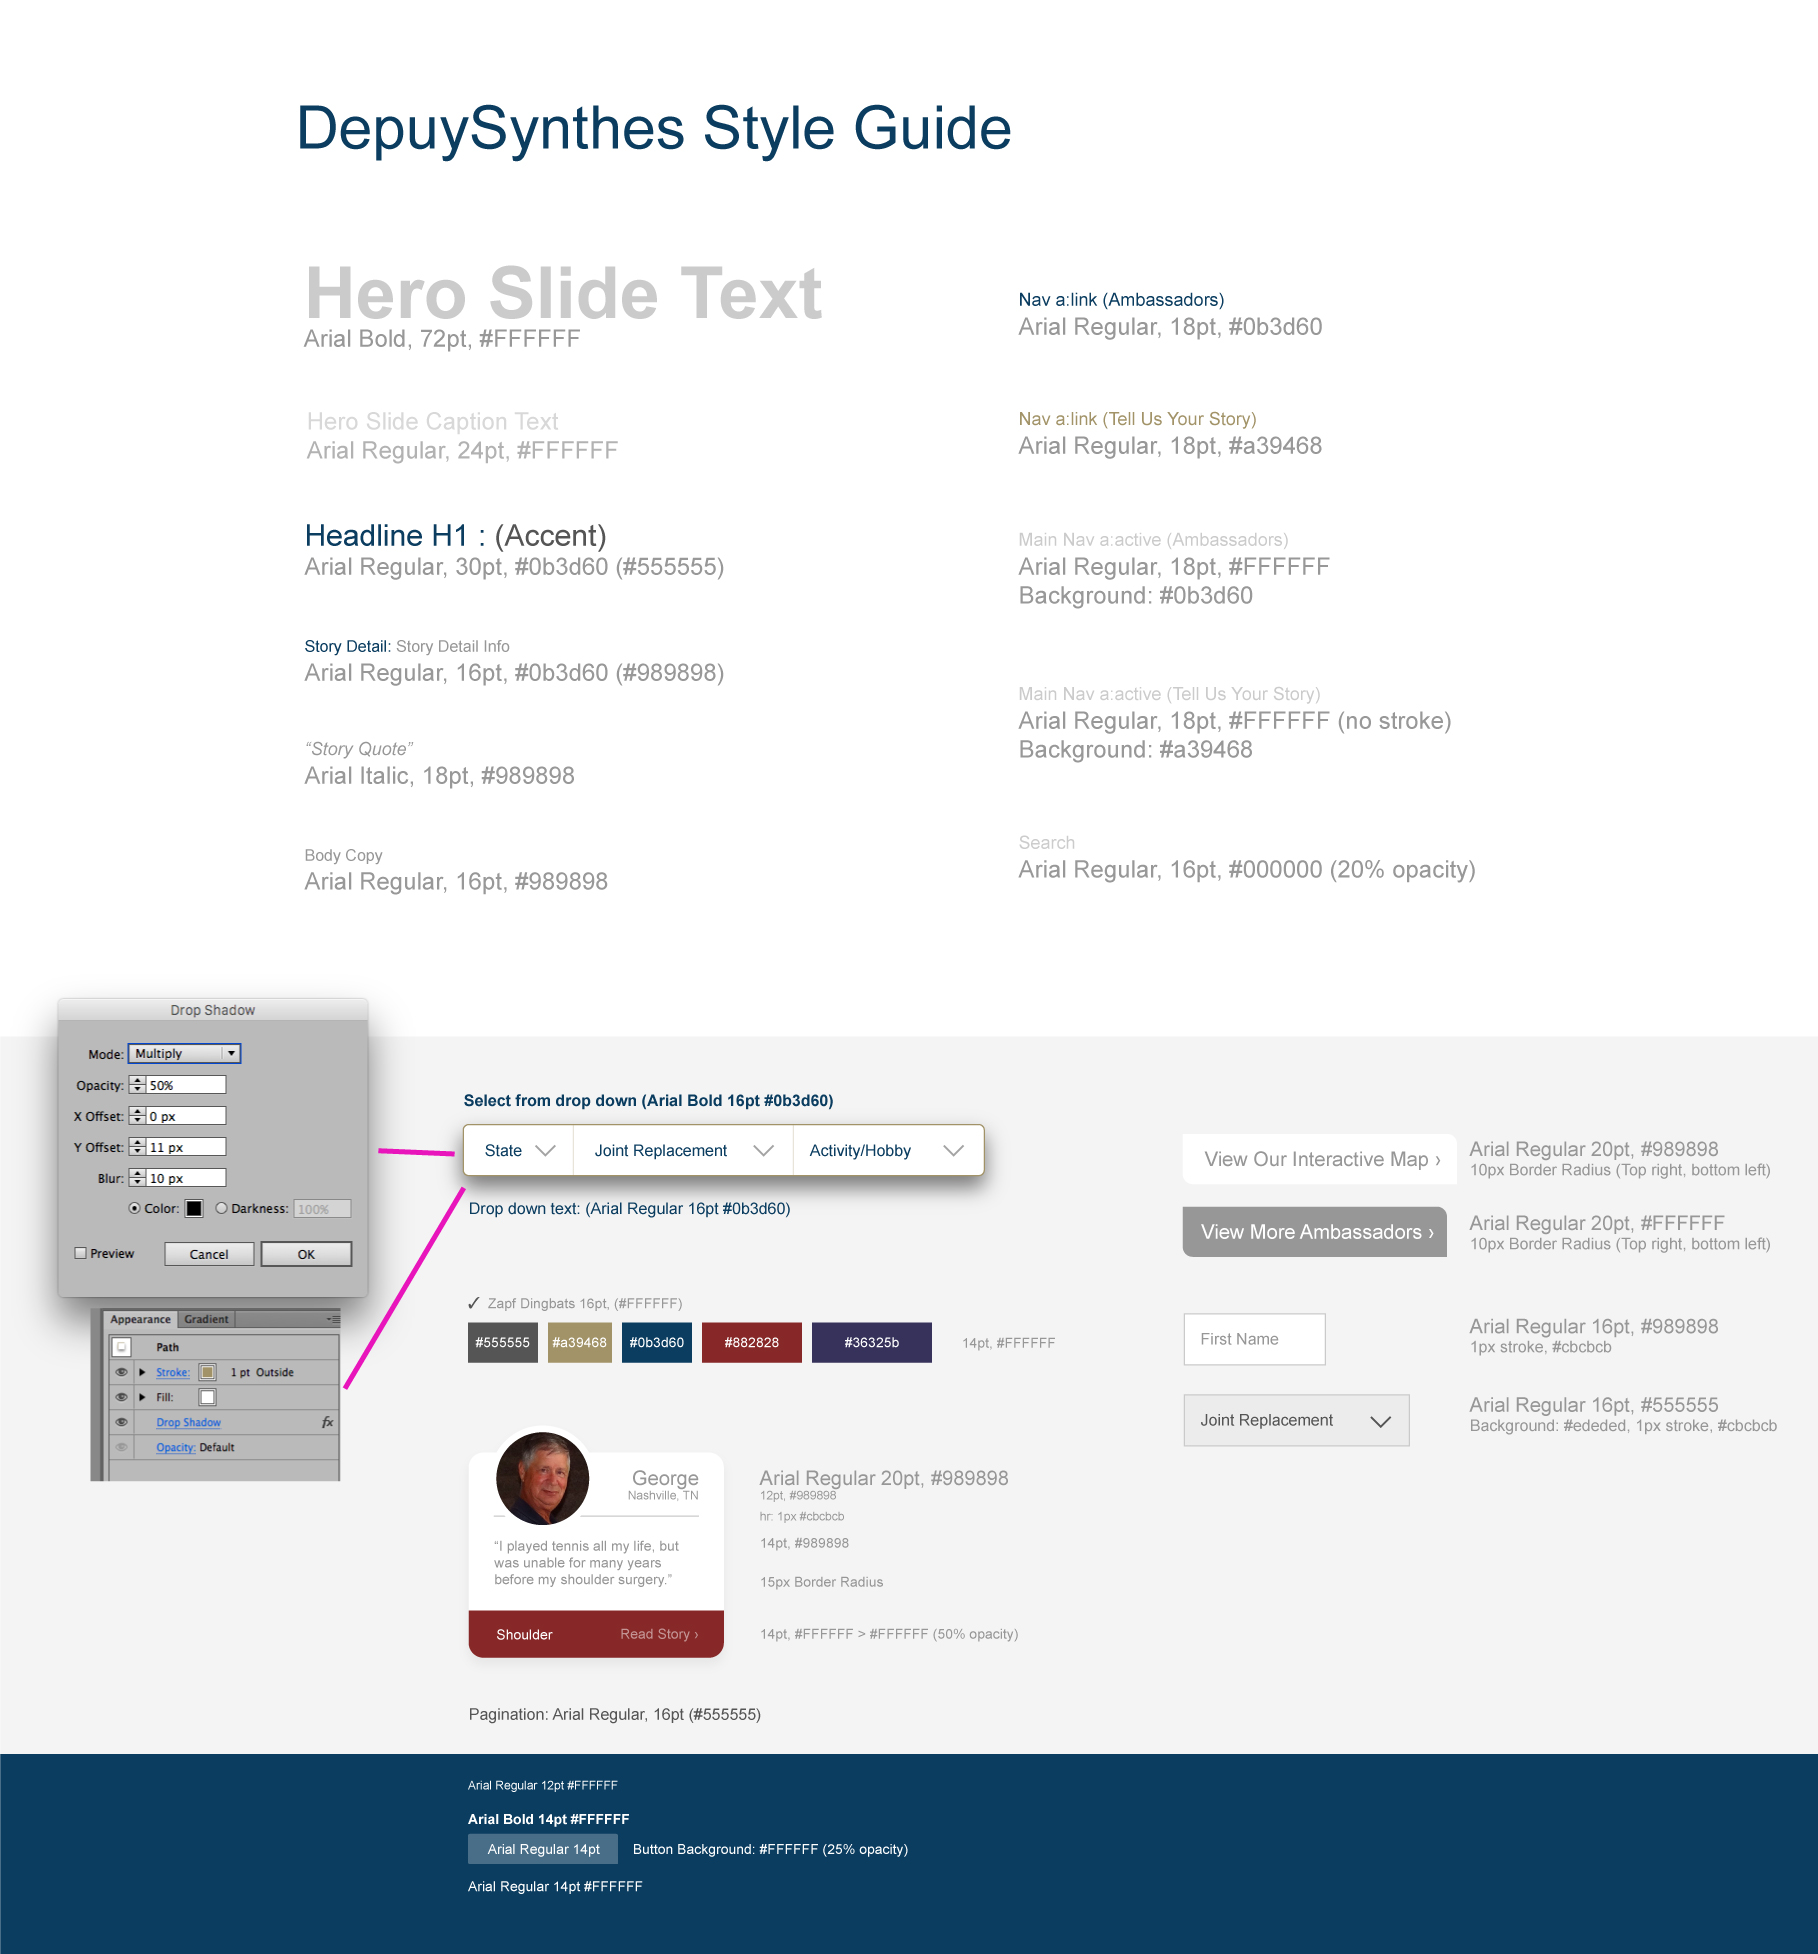 DepuySynthes Style Guide
Hero Slide Text
Arial Bold, 72pt, #FFFFFF
Hero Slide Caption Text
Arial Regular, 24pt, #FFFFFF
Headline H1 : (Accent)
Arial Regular, 30pt, #0b3d60 (#555555)
Story Detail: Story Detail Info
Arial Regular, 16pt, #0b3d60 (#989898)
“Story Quote”
Arial Italic, 18pt, #989898
Body Copy
Arial Regular, 16pt, #989898
Nav a:link (Ambassadors)
Arial Regular, 18pt, #0b3d60
Nav a:link (Tell Us Your Story)
Arial Regular, 18pt, #a39468
Main Nav a:active (Ambassadors)
Arial Regular, 18pt, #FFFFFF
Background: #0b3d60
Main Nav a:active (Tell Us Your Story)
Arial Regular, 18pt, #FFFFFF (no stroke)
Background: #a39468
Search
Arial Regular, 16pt, #000000 (20% opacity)
Drop Shadow
Mode: Multiply
Opacity: 50%
X Offset: 0 px
Y Offset: 11 px
Blur: 10 px
Color: Darkness: 100%
Preview Cancel OK
Appearance Gradient
Path
Stroke: 1 pt Outside
Fill:
Drop Shadow fx
Opacity: Default
Select from drop down (Arial Bold 16pt #0b3d60)
State Joint Replacement Activity/Hobby
Drop down text: (Arial Regular 16pt #0b3d60)
✓ Zapf Dingbats 16pt, (#FFFFFF)
#555555 #a39468 #0b3d60 #882828 #36325b 14pt, #FFFFFF
George
Nashville, TN
“I played tennis all my life, but
was unable for many years
before my shoulder surgery.”
Shoulder Read Story ›
Arial Regular 20pt, #989898
12pt, #989898
hr: 1px #cbcbcb
14pt, #989898
15px Border Radius
14pt, #FFFFFF > #FFFFFF (50% opacity)
Pagination: Arial Regular, 16pt (#555555)
View Our Interactive Map ›
Arial Regular 20pt, #989898
10px Border Radius (Top right, bottom left)
View More Ambassadors ›
Arial Regular 20pt, #FFFFFF
10px Border Radius (Top right, bottom left)
First Name
Arial Regular 16pt, #989898
1px stroke, #cbcbcb
Joint Replacement
Arial Regular 16pt, #555555
Background: #ededed, 1px stroke, #cbcbcb
Arial Regular 12pt #FFFFFF
Arial Bold 14pt #FFFFFF
Arial Regular 14pt Button Background: #FFFFFF (25% opacity)
Arial Regular 14pt #FFFFFF